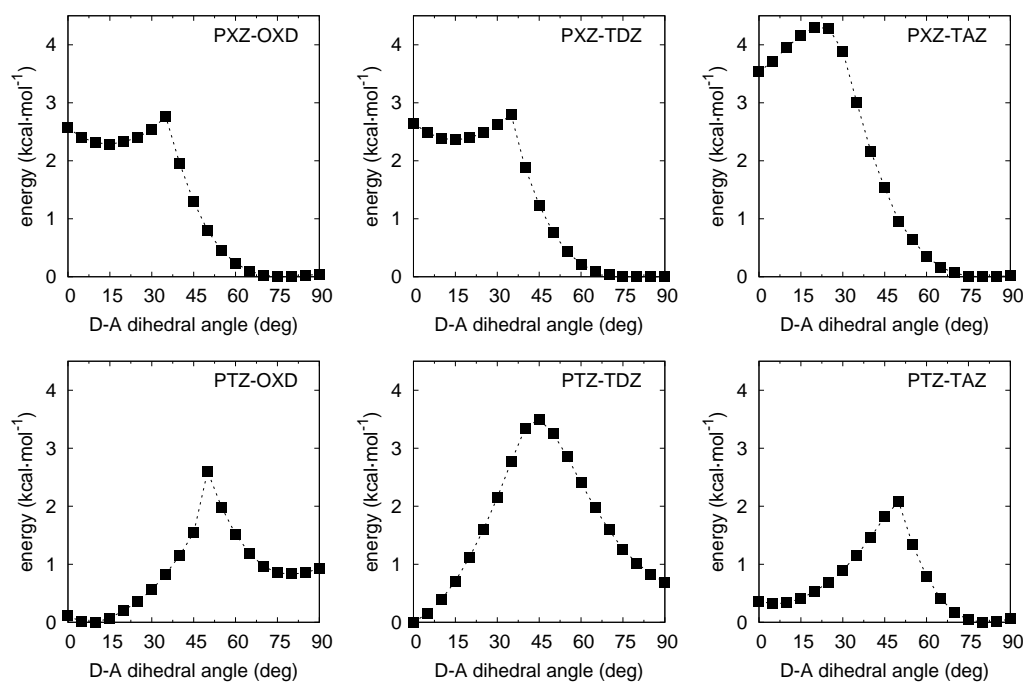 PXZ-OXD
energy (kcal·mol⁻¹)
4
3
2
1
0
0 15 30 45 60 75 90
D-A dihedral angle (deg)
PXZ-TDZ
energy (kcal·mol⁻¹)
4
3
2
1
0
0 15 30 45 60 75 90
D-A dihedral angle (deg)
PXZ-TAZ
energy (kcal·mol⁻¹)
4
3
2
1
0
0 15 30 45 60 75 90
D-A dihedral angle (deg)
PTZ-OXD
energy (kcal·mol⁻¹)
4
3
2
1
0
0 15 30 45 60 75 90
D-A dihedral angle (deg)
PTZ-TDZ
energy (kcal·mol⁻¹)
4
3
2
1
0
0 15 30 45 60 75 90
D-A dihedral angle (deg)
PTZ-TAZ
energy (kcal·mol⁻¹)
4
3
2
1
0
0 15 30 45 60 75 90
D-A dihedral angle (deg)